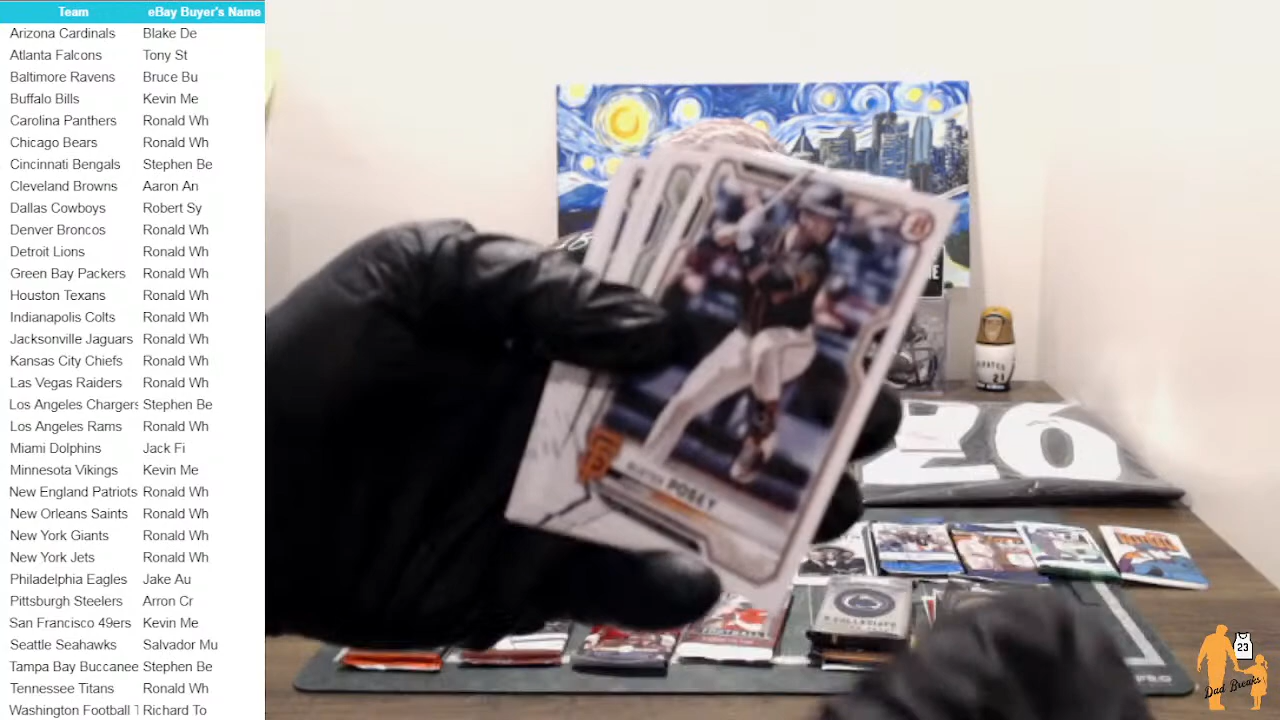 Team eBay Buyer's Name
Arizona Cardinals Blake De
Atlanta Falcons Tony St
Baltimore Ravens Bruce Bu
Buffalo Bills Kevin Me
Carolina Panthers Ronald Wh
Chicago Bears Ronald Wh
Cincinnati Bengals Stephen Be
Cleveland Browns Aaron An
Dallas Cowboys Robert Sy
Denver Broncos Ronald Wh
Detroit Lions Ronald Wh
Green Bay Packers Ronald Wh
Houston Texans Ronald Wh
Indianapolis Colts Ronald Wh
Jacksonville Jaguars Ronald Wh
Kansas City Chiefs Ronald Wh
Las Vegas Raiders Ronald Wh
Los Angeles Chargers Stephen Be
Los Angeles Rams Ronald Wh
Miami Dolphins Jack Fi
Minnesota Vikings Kevin Me
New England Patriots Ronald Wh
New Orleans Saints Ronald Wh
New York Giants Ronald Wh
New York Jets Ronald Wh
Philadelphia Eagles Jake Au
Pittsburgh Steelers Arron Cr
San Francisco 49ers Kevin Me
Seattle Seahawks Salvador Mu
Tampa Bay Buccanee Stephen Be
Tennessee Titans Ronald Wh
Washington Football T Richard To
POSEY
SF
26
23
Dad Breaks